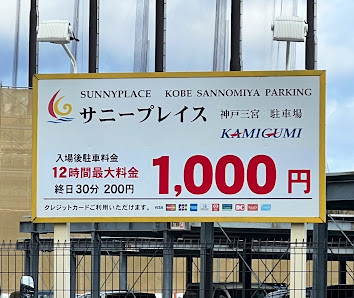 SUNNYPLACE KOBE SANNOMIYA PARKING
サニープレイス 神戸三宮 駐車場
KAMIGUMI
入場後駐車料金
12時間最大料金 1,000円
終日30分 200円
クレジットカードご利用いただけます。